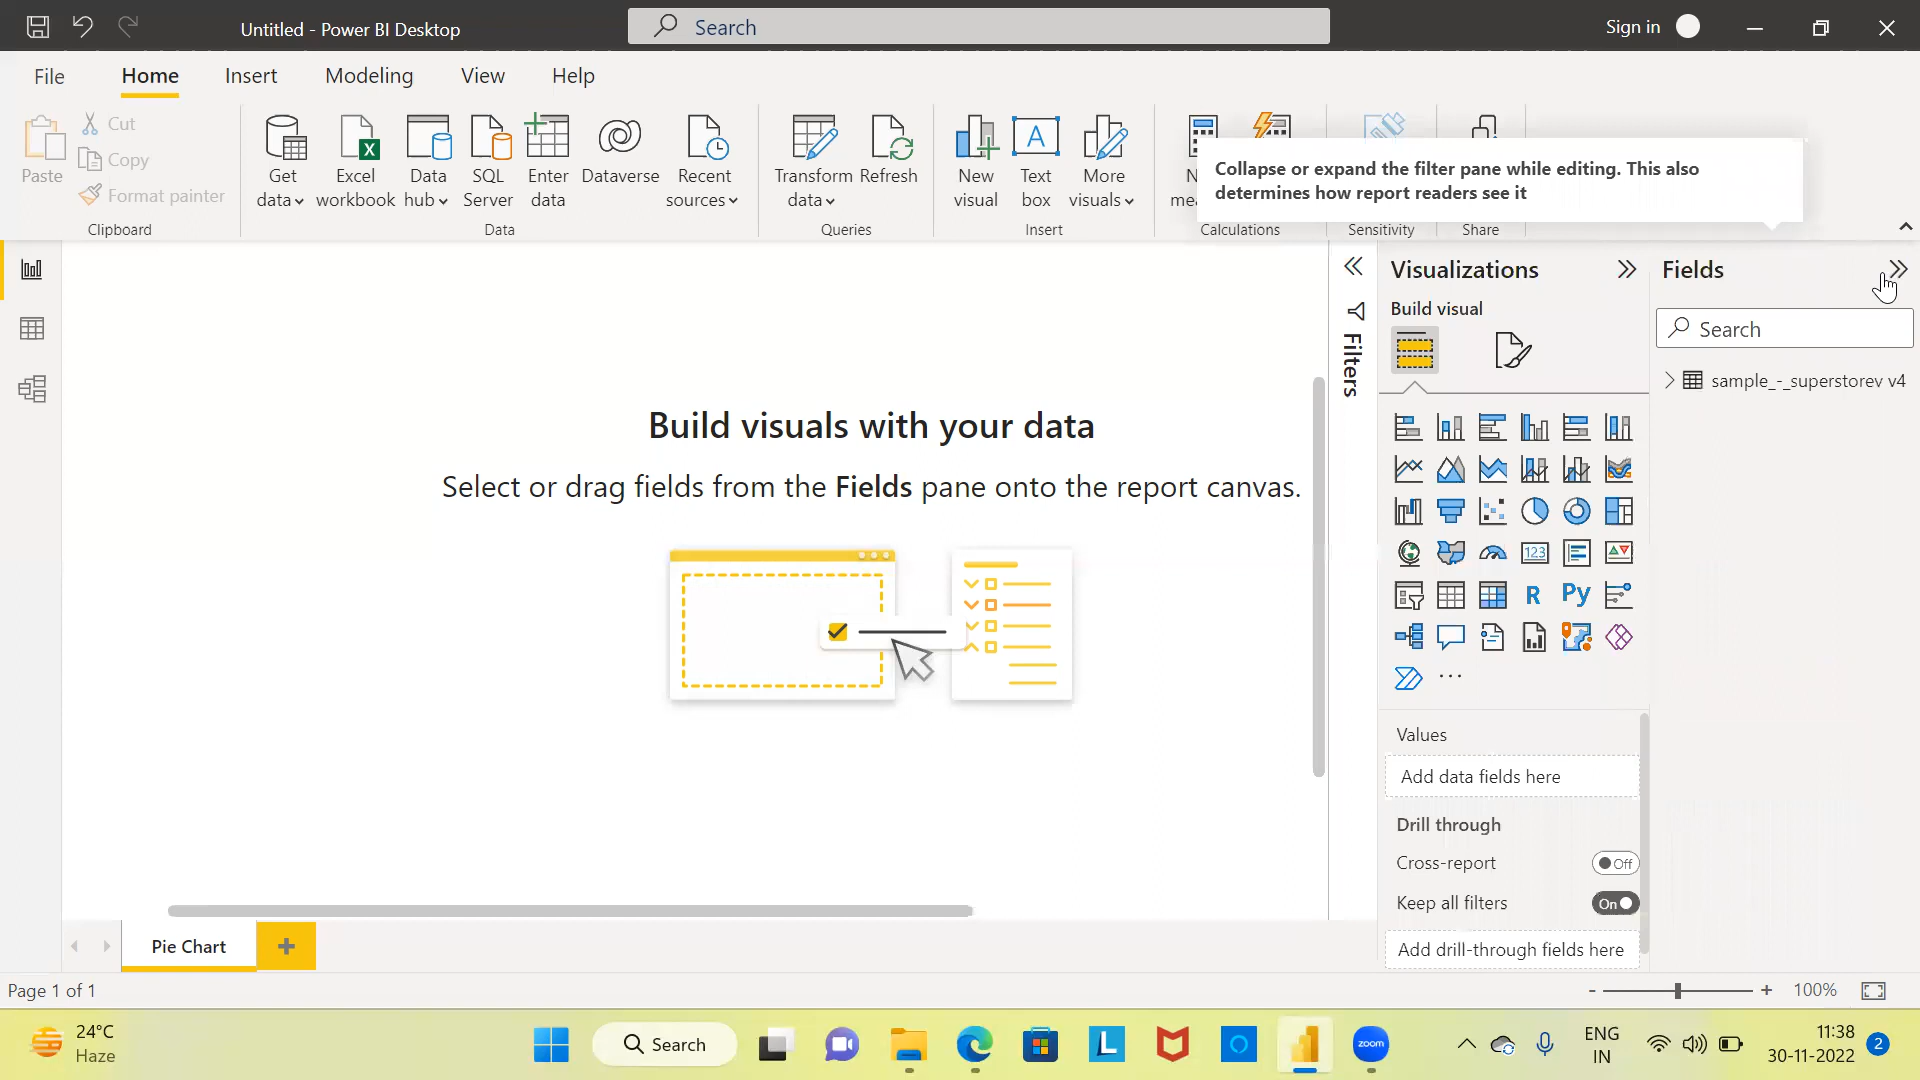 Untitled - Power BI Desktop
Search
Sign in
File
Home
Insert
Modeling
View
Help
Paste
Cut
Copy
Format painter
Clipboard
Get
data
Excel
workbook
Data
hub
SQL
Server
Enter
data
Dataverse
Recent
sources
Data
Transform
data
Refresh
Queries
New
visual
Text
box
More
visuals
Insert
Calculations
Sensitivity
Share
Collapse or expand the filter pane while editing. This also
determines how report readers see it
Build visuals with your data
Select or drag fields from the Fields pane onto the report canvas.
Filters
Visualizations
Build visual
123
R
Py
Values
Add data fields here
Drill through
Cross-report
Off
Keep all filters
On
Add drill-through fields here
Fields
Search
sample_-_superstorev v4
Pie Chart
Page 1 of 1
- + 100%
24°C
Haze
Search
L
zoom
ENG
IN
11:38
30-11-2022
2